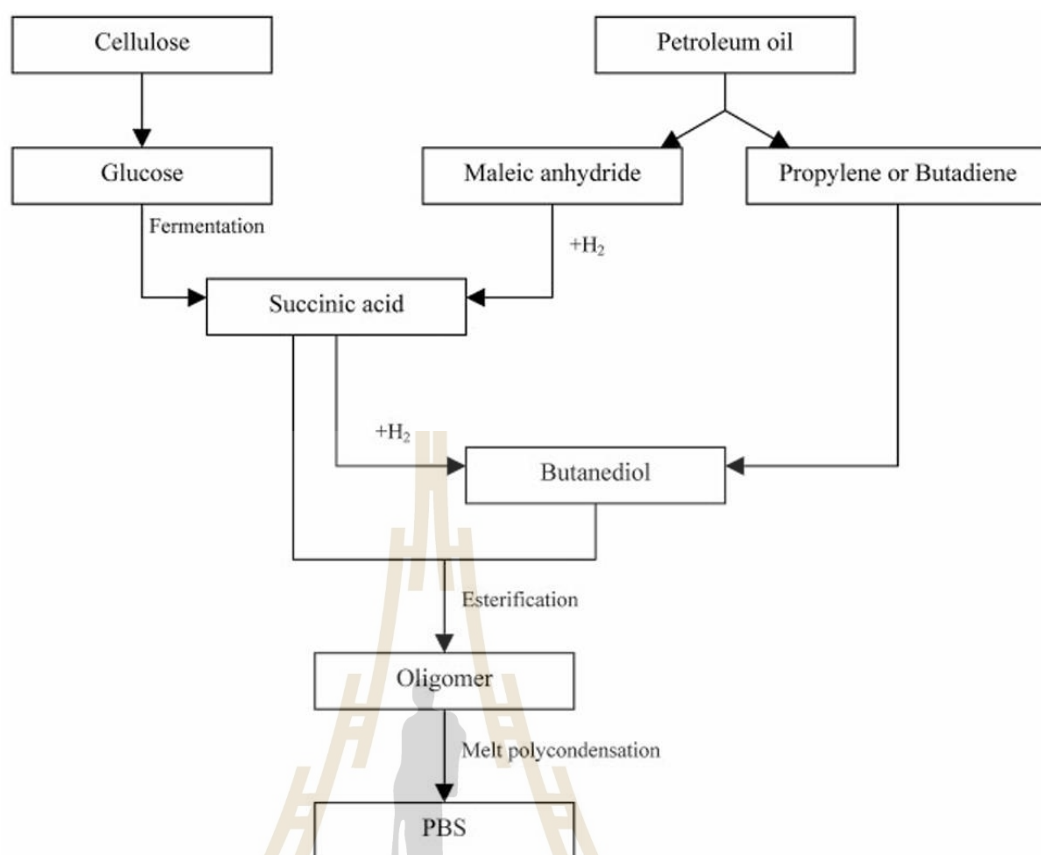 Cellulose
Petroleum oil
Glucose
Maleic anhydride
Propylene or Butadiene
Fermentation
+H₂
Succinic acid
+H₂
Butanediol
Esterification
Oligomer
Melt polycondensation
PBS